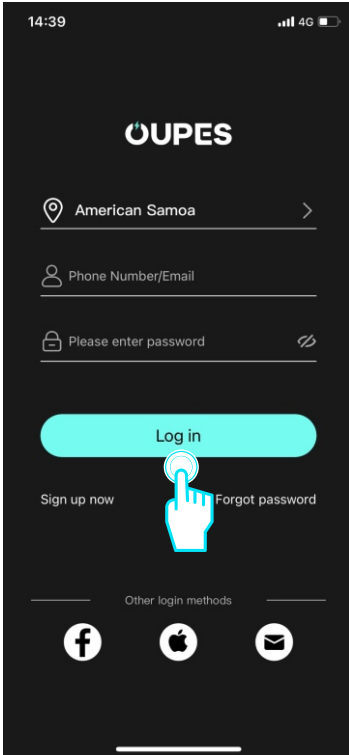 14:39
4G
OUPES
American Samoa
Phone Number/Email
Please enter password
Log in
Sign up now
Forgot password
Other login methods